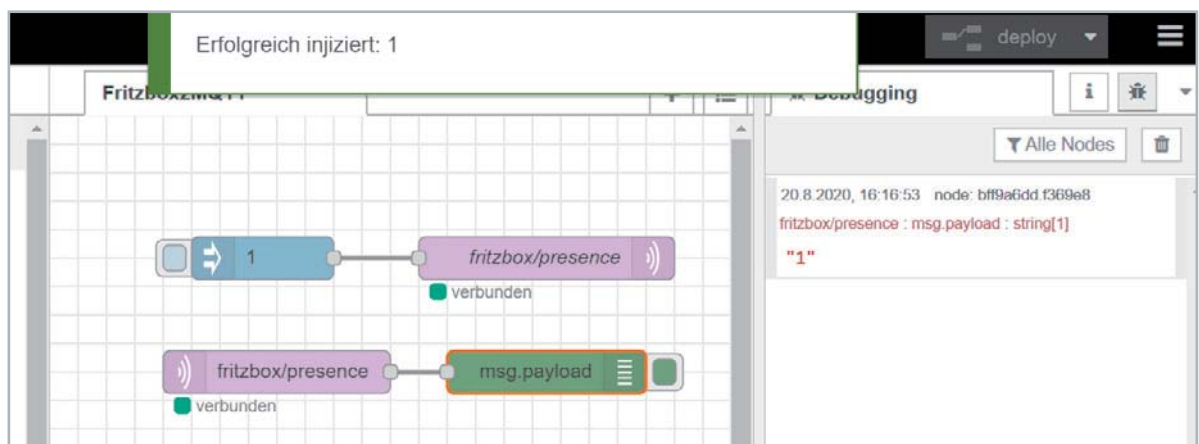 Erfolgreich injiziert: 1
deploy
Debugging
i
Alle Nodes
20.8.2020, 16:16:53 node: bff9a6dd.f369e8
fritzbox/presence : msg.payload : string[1]
"1"
1
fritzbox/presence
verbunden
fritzbox/presence
msg.payload
verbunden